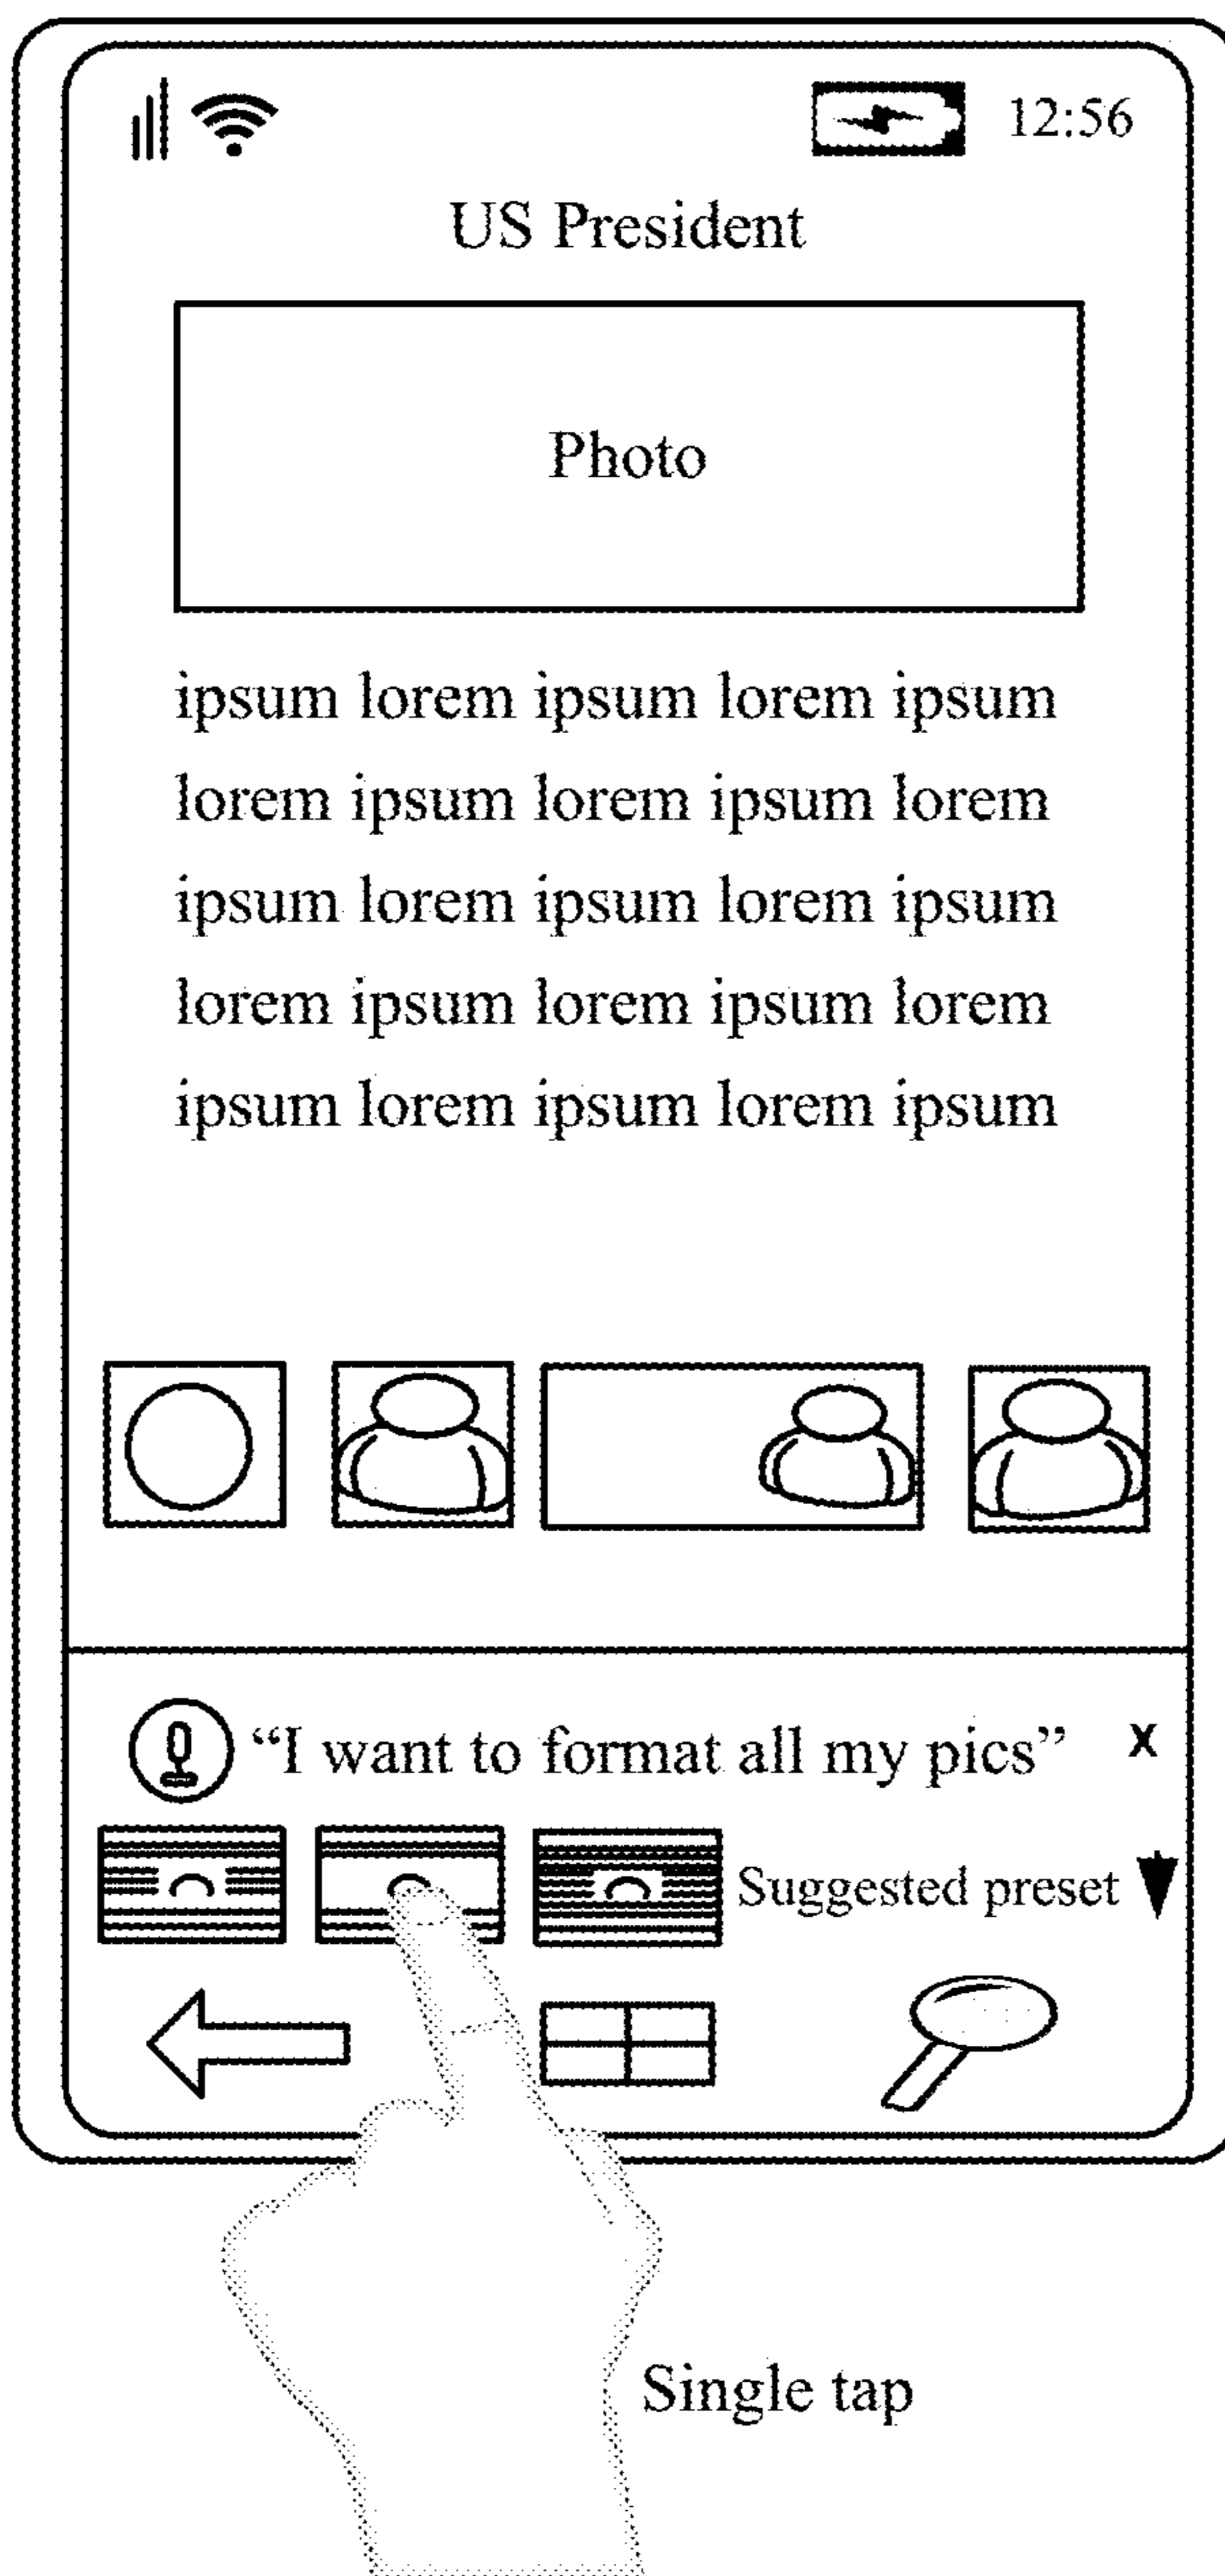 12:56
US President
Photo
ipsum lorem ipsum lorem ipsum
lorem ipsum lorem ipsum lorem
ipsum lorem ipsum lorem ipsum
lorem ipsum lorem ipsum lorem
ipsum lorem ipsum lorem ipsum
“I want to format all my pics” X
Suggested preset
Single tap